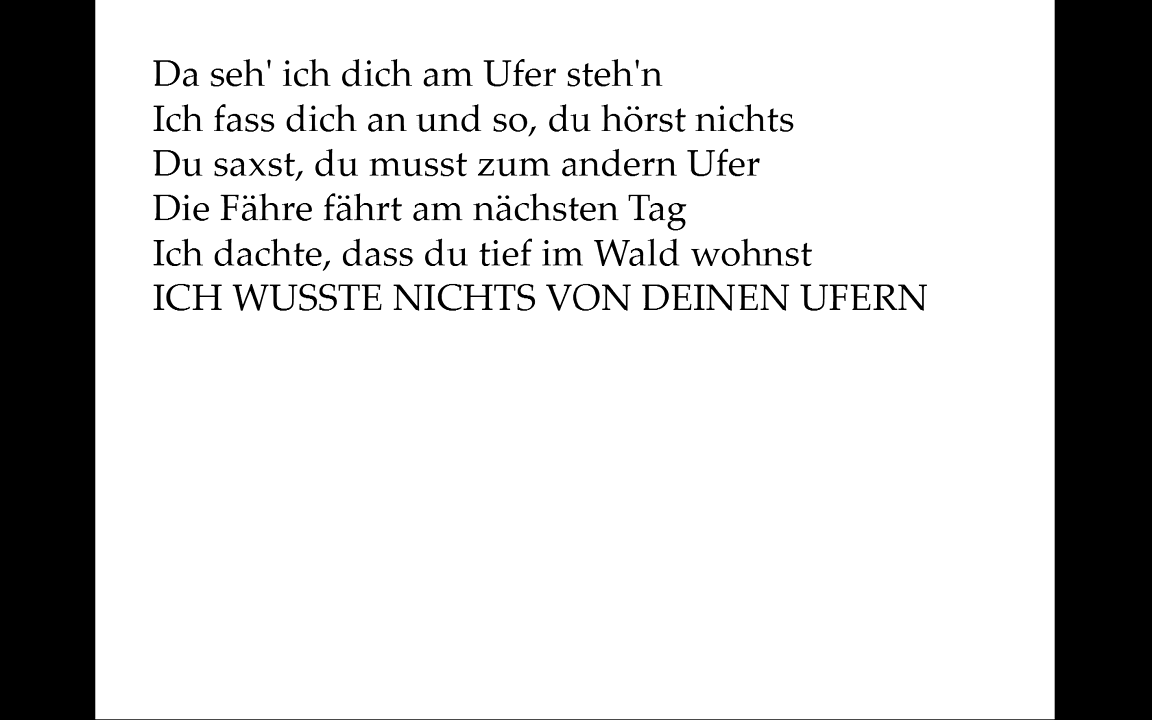 Da seh' ich dich am Ufer steh'n
Ich fass dich an und so, du hörst nichts
Du saxst, du musst zum andern Ufer
Die Fähre fährt am nächsten Tag
Ich dachte, dass du tief im Wald wohnst
ICH WUSSTE NICHTS VON DEINEN UFERN